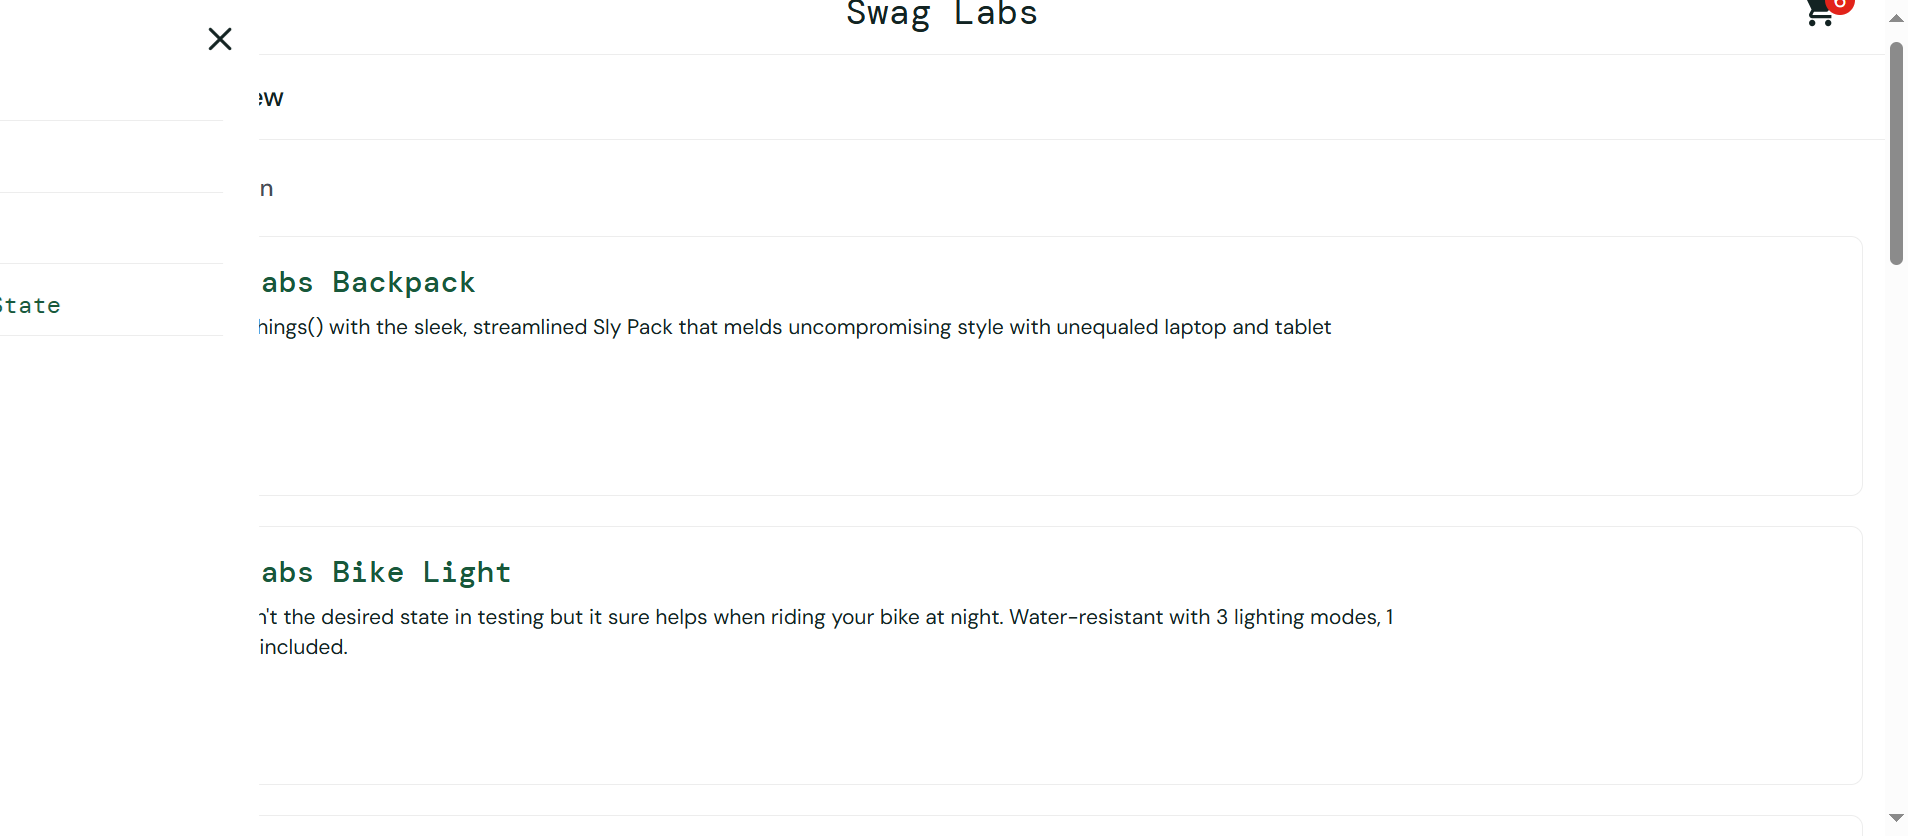 Swag Labs
6
ew
n
State
abs Backpack
hings() with the sleek, streamlined Sly Pack that melds uncompromising style with unequaled laptop and tablet
abs Bike Light
n't the desired state in testing but it sure helps when riding your bike at night. Water-resistant with 3 lighting modes, 1
included.